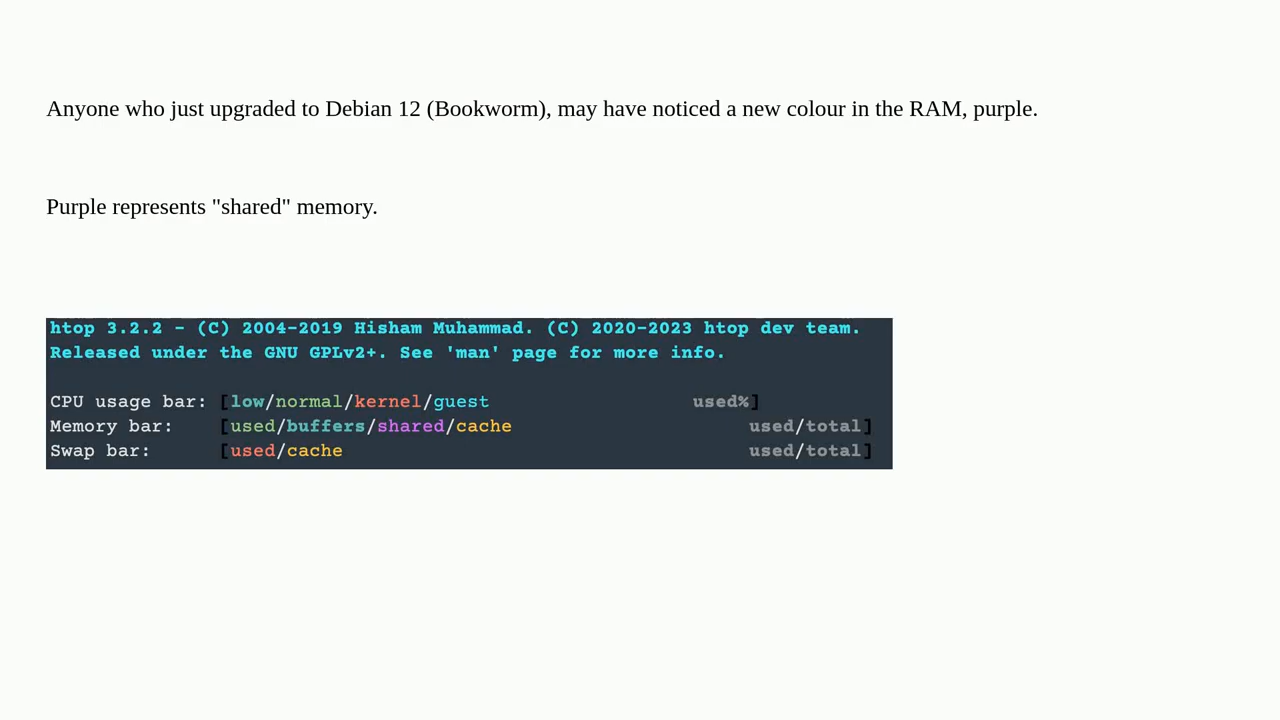 Anyone who just upgraded to Debian 12 (Bookworm), may have noticed a new colour in the RAM, purple.
Purple represents "shared" memory.
htop 3.2.2 - (C) 2004-2019 Hisham Muhammad. (C) 2020-2023 htop dev team.
Released under the GNU GPLv2+. See 'man' page for more info.
CPU usage bar: [low/normal/kernel/guest used%]
Memory bar: [used/buffers/shared/cache used/total]
Swap bar: [used/cache used/total]